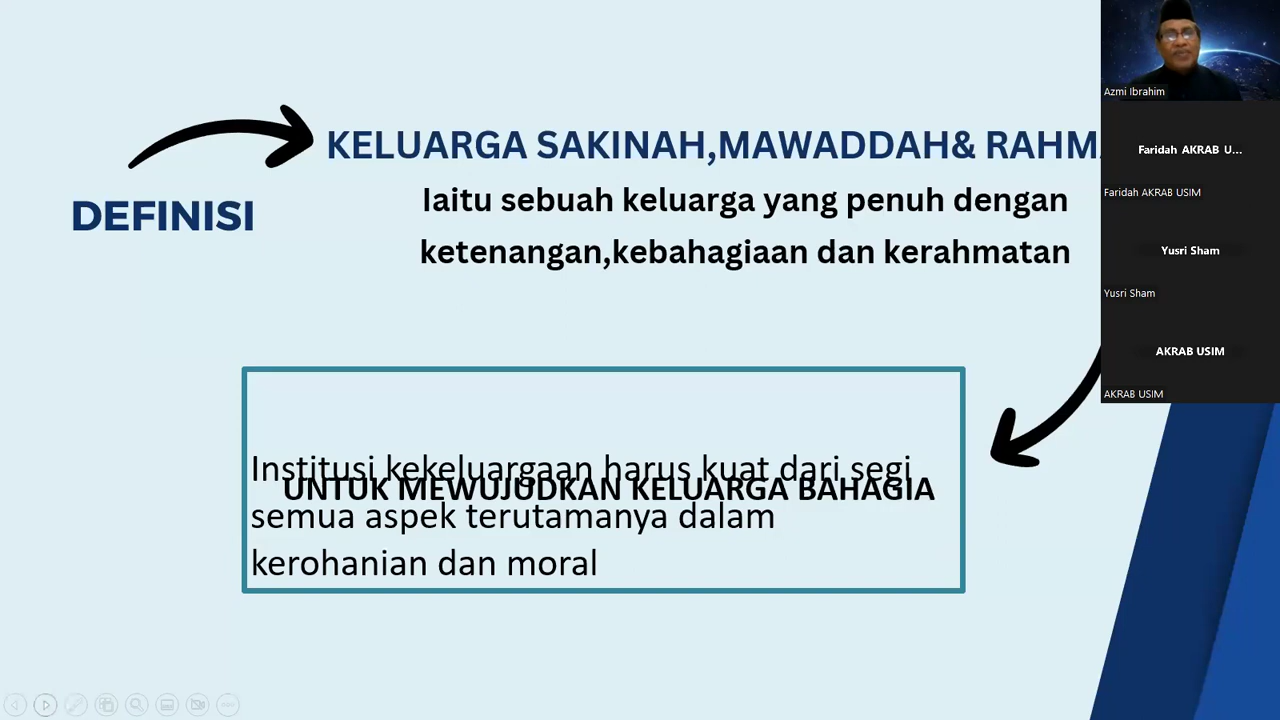 DEFINISI
KELUARGA SAKINAH,MAWADDAH& RAHM
Iaitu sebuah keluarga yang penuh dengan
ketenangan,kebahagiaan dan kerahmatan
Institusi kekeluargaan harus kuat dari segi
UNTUK MEWUJUDKAN KELUARGA BAHAGIA
semua aspek terutamanya dalam
kerohanian dan moral
Azmi Ibrahim
Faridah AKRAB U...
Faridah AKRAB USIM
Yusri Sham
Yusri Sham
AKRAB USIM
AKRAB USIM